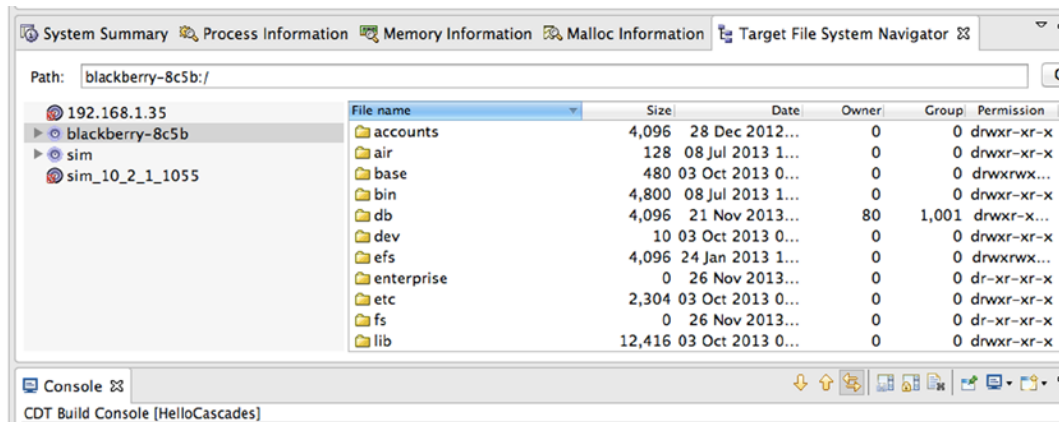 System Summary Process Information Memory Information Malloc Information Target File System Navigator
Path: blackberry-8c5b:/
192.168.1.35
blackberry-8c5b
sim
sim_10_2_1_1055
File name Size Date Owner Group Permission
accounts 4,096 28 Dec 2012... 0 0 drwxr-xr-x
air 128 08 Jul 2013 1... 0 0 drwxr-xr-x
base 480 03 Oct 2013 0... 0 0 drwxrwx...
bin 4,800 08 Jul 2013 1... 0 0 drwxr-xr-x
db 4,096 21 Nov 2013... 80 1,001 drwxr-x...
dev 10 03 Oct 2013 0... 0 0 drwxr-xr-x
efs 4,096 24 Jan 2013 1... 0 0 drwxrwx...
enterprise 0 26 Nov 2013... 0 0 dr-xr-xr-x
etc 2,304 03 Oct 2013 0... 0 0 drwxr-xr-x
fs 0 26 Nov 2013... 0 0 dr-xr-xr-x
lib 12,416 03 Oct 2013 0... 0 0 drwxr-xr-x
Console
CDT Build Console [HelloCascades]